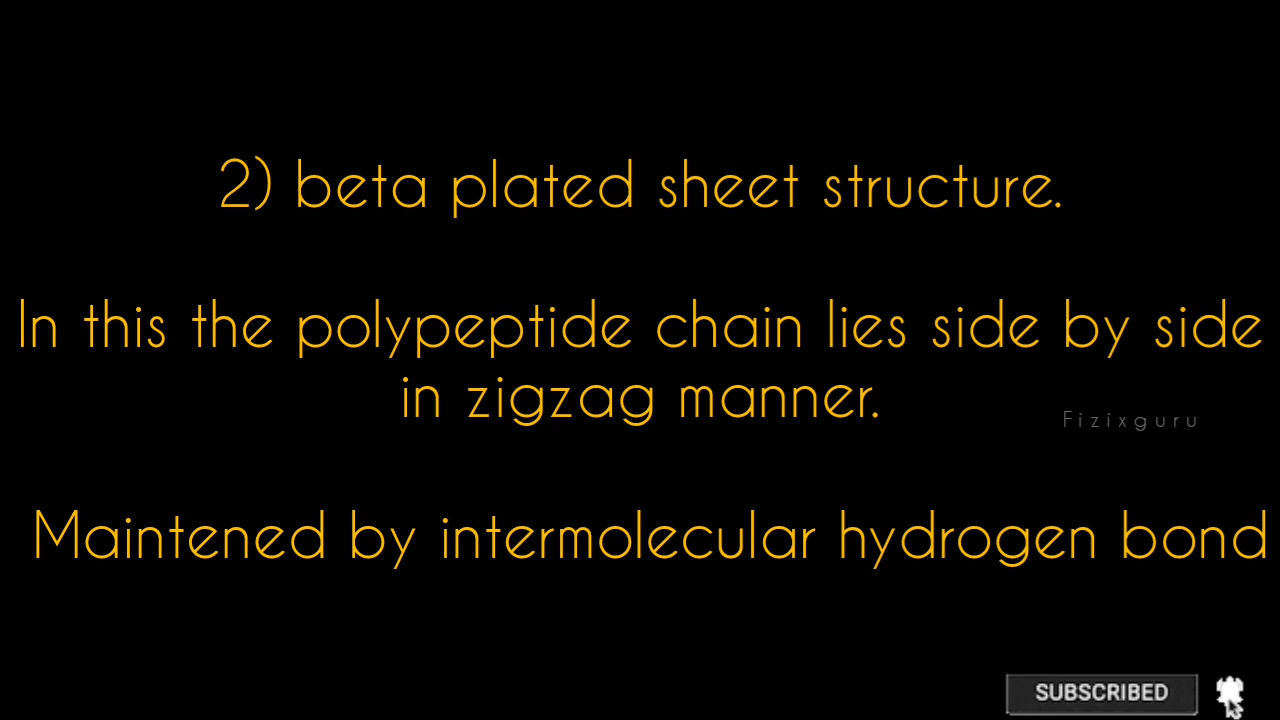 2) beta plated sheet structure.
In this the polypeptide chain lies side by side
in zigzag manner.
Fizixguru
Maintened by intermolecular hydrogen bond
SUBSCRIBED